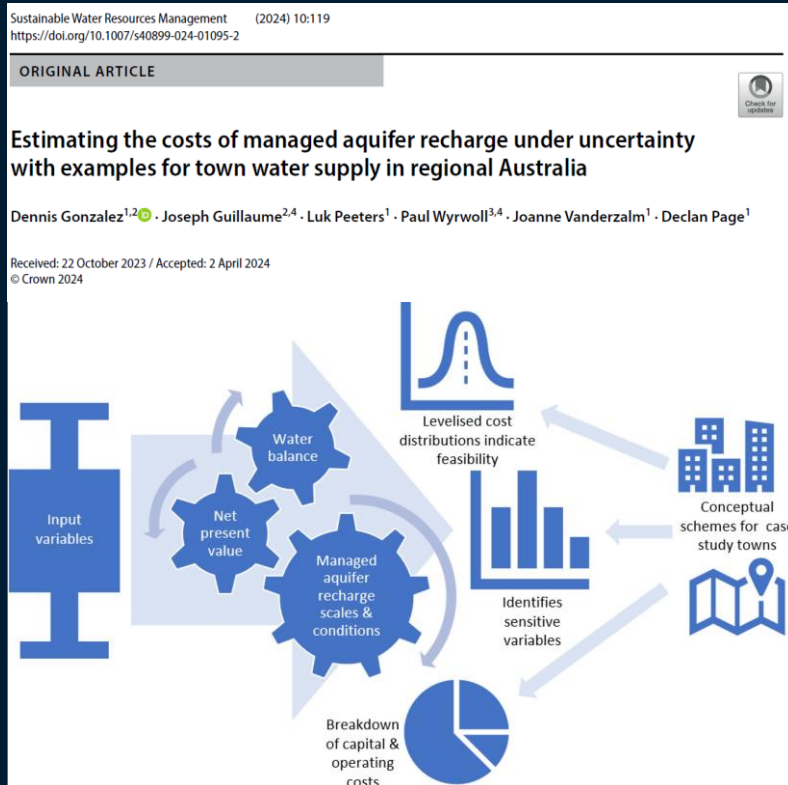 Sustainable Water Resources Management (2024) 10:119
https://doi.org/10.1007/s40899-024-01095-2
ORIGINAL ARTICLE
Check for
updates
Estimating the costs of managed aquifer recharge under uncertainty
with examples for town water supply in regional Australia
Dennis Gonzalez1,2 · Joseph Guillaume2,4 · Luk Peeters1 · Paul Wyrwoll3,4 · Joanne Vanderzalm1 · Declan Page1
Received: 22 October 2023 / Accepted: 2 April 2024
© Crown 2024
Input
variables
Water
balance
Net
present
value
Managed
aquifer
recharge
scales &
conditions
Levelised cost
distributions indicate
feasibility
Identifies
sensitive
variables
Breakdown
of capital &
operating
costs
Conceptual
schemes for cas
study towns